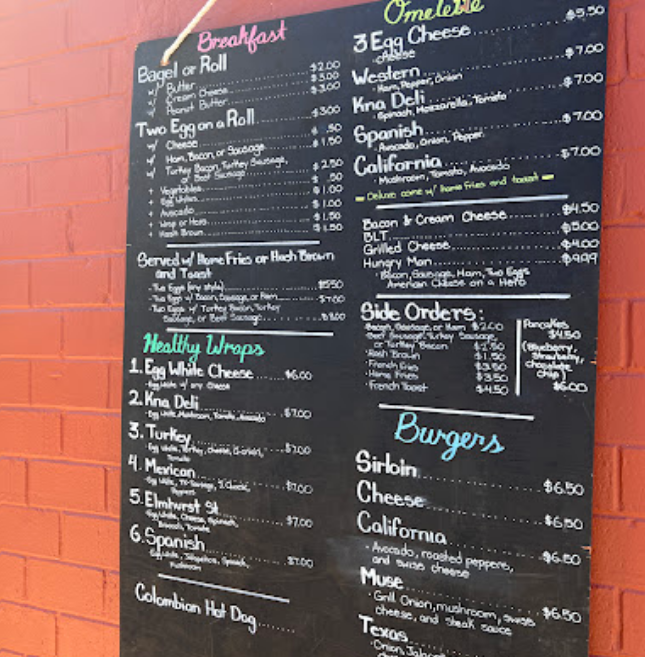 Breakfast
Bagel or Roll
w/ Butter $2.00
w/ Cream Cheese $3.00
w/ Peanut Butter $3.00
Two Egg on a Roll $3.00
w/ Cheese $ .50
w/ Ham, Bacon, or Sausage $1.50
w/ Turkey Bacon, Turkey Sausage,
or Beef Sausage $2.50
+ Vegetables $ .50
+ Egg Whites $1.00
+ Avocado $1.00
+ Wrap or Hero $1.50
+ Hash Brown $1.50
Served w/ Home Fries or Hash Brown
and Toast
· Two Eggs (any style) $5.50
· Two Eggs w/ Bacon, Sausage, or Ham $7.00
· Two Eggs w/ Turkey Bacon, Turkey
Sausage, or Beef Sausage $8.00
Healthy Wraps
1. Egg White Cheese $6.00
· Egg White w/ any Cheese
2. Kna Deli $7.00
· Egg White, Mushroom, Tomato, Avocado
3. Turkey $7.00
· Egg White, Turkey, Cheese,
Tomato
4. Mexican $7.00
· Egg White,
Peppers
5. Elmhurst St $7.00
· Egg White, Cheese, Spinach,
Broccoli, Tomato
6. Spanish $7.00
· Egg White, Jalapeños, Spinach,
Mushroom
Colombian Hot Dog
Omelette
3 Egg Cheese $5.50
· cheese
Western $7.00
· Ham, Pepper, Onion
Kna Deli $7.00
· Spinach, Mozzarella, Tomato
Spanish $7.00
· Avocado, Onion, Pepper
California $7.00
· Mushroom, Tomato, Avocado
Deluxe come w/ home fries and toast
Bacon & Cream Cheese $4.50
BLT $5.00
Grilled Cheese $4.00
Hungry Man $9.99
· Bacon, Sausage, Ham, Two Eggs
American Cheese on a Hero
Side Orders:
· Bacon, Sausage, or Ham $2.00
· Beef Sausage, Turkey Sausage
or Turkey Bacon $2.50
· Hash Brown $1.50
· French Fries $3.50
· Home Fries $3.50
· French Toast $4.50
Pancakes
$4.50
(Blueberry,
Strawberry,
chocolate
chip)
$6.00
Burgers
Sirloin $6.50
Cheese $6.50
California $6.50
· Avocado, roasted peppers,
and swiss cheese
Muse $6.50
· Grill Onion, mushroom, swiss
cheese, and steak sauce
Texas